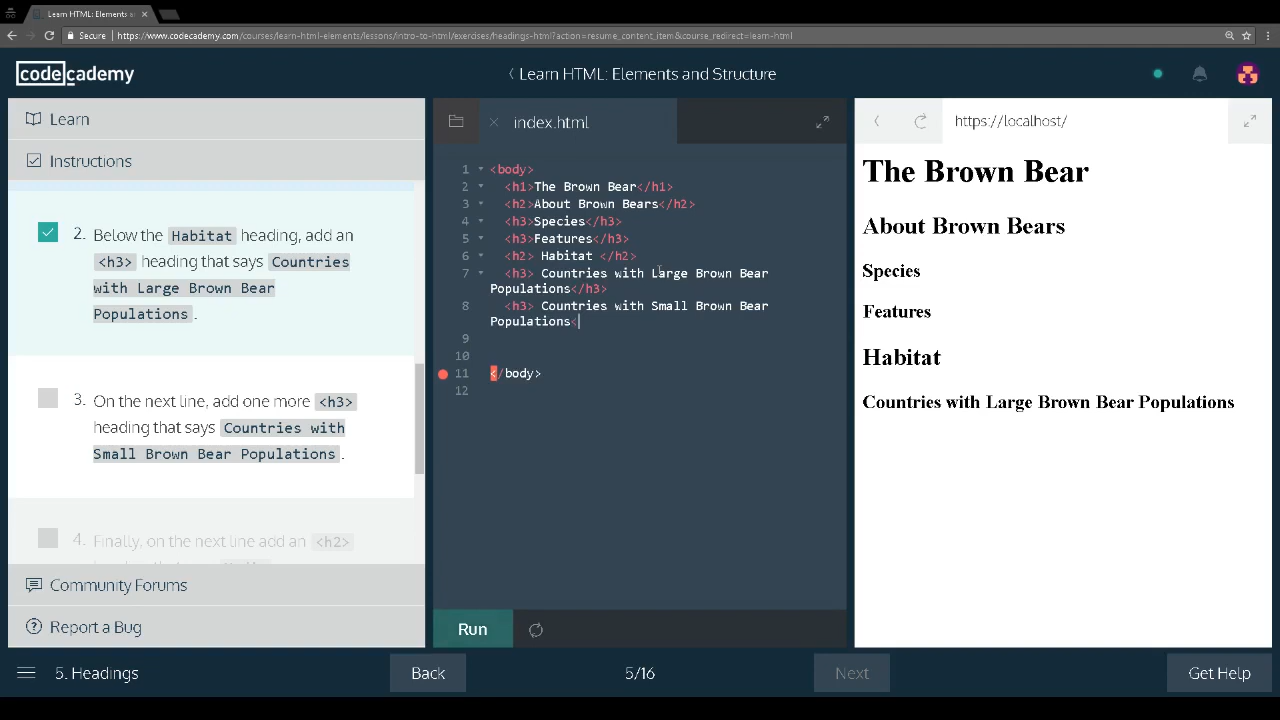 Learn HTML: Elements a
Secure
https://www.codecademy.com/courses/learn-html-elements/lessons/intro-to-html/exercises/headings-html?action=resume_content_item&course_redirect=learn-html
codecademy
Learn HTML: Elements and Structure
Learn
Instructions
2. Below the Habitat heading, add an
<h3> heading that says Countries
with Large Brown Bear
Populations.
3. On the next line, add one more <h3>
heading that says Countries with
Small Brown Bear Populations.
4. Finally, on the next line add an <h2>
Community Forums
Report a Bug
index.html
1 <body>
2 <h1>The Brown Bear</h1>
3 <h2>About Brown Bears</h2>
4 <h3>Species</h3>
5 <h3>Features</h3>
6 <h2> Habitat </h2>
7 <h3> Countries with Large Brown Bear
Populations</h3>
8 <h3> Countries with Small Brown Bear
Populations<
9
10
11 </body>
12
Run
https://localhost/
The Brown Bear
About Brown Bears
Species
Features
Habitat
Countries with Large Brown Bear Populations
5. Headings
Back
5/16
Next
Get Help